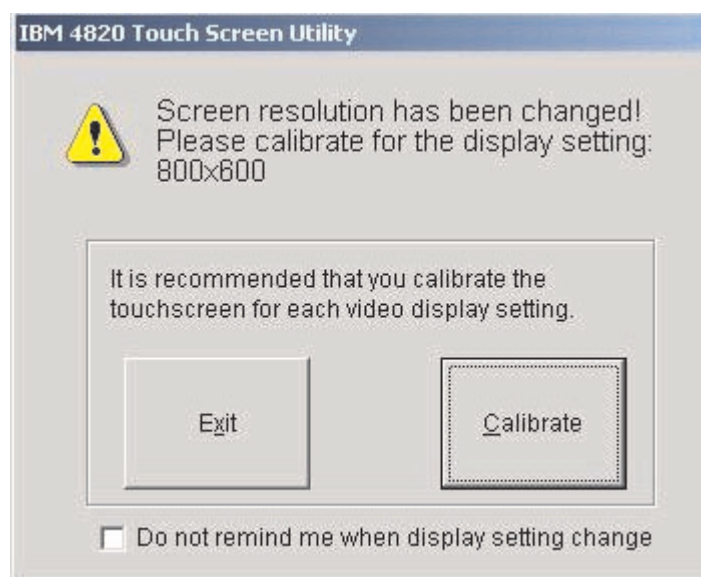 IBM 4820 Touch Screen Utility
Screen resolution has been changed!
Please calibrate for the display setting:
800x600
It is recommended that you calibrate the
touchscreen for each video display setting.
Exit
Calibrate
Do not remind me when display setting change